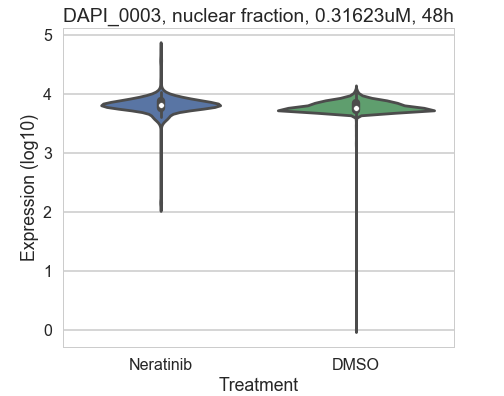 DAPI_0003, nuclear fraction, 0.31623uM, 48h
5
4
3
2
1
0
Expression (log10)
Neratinib
DMSO
Treatment